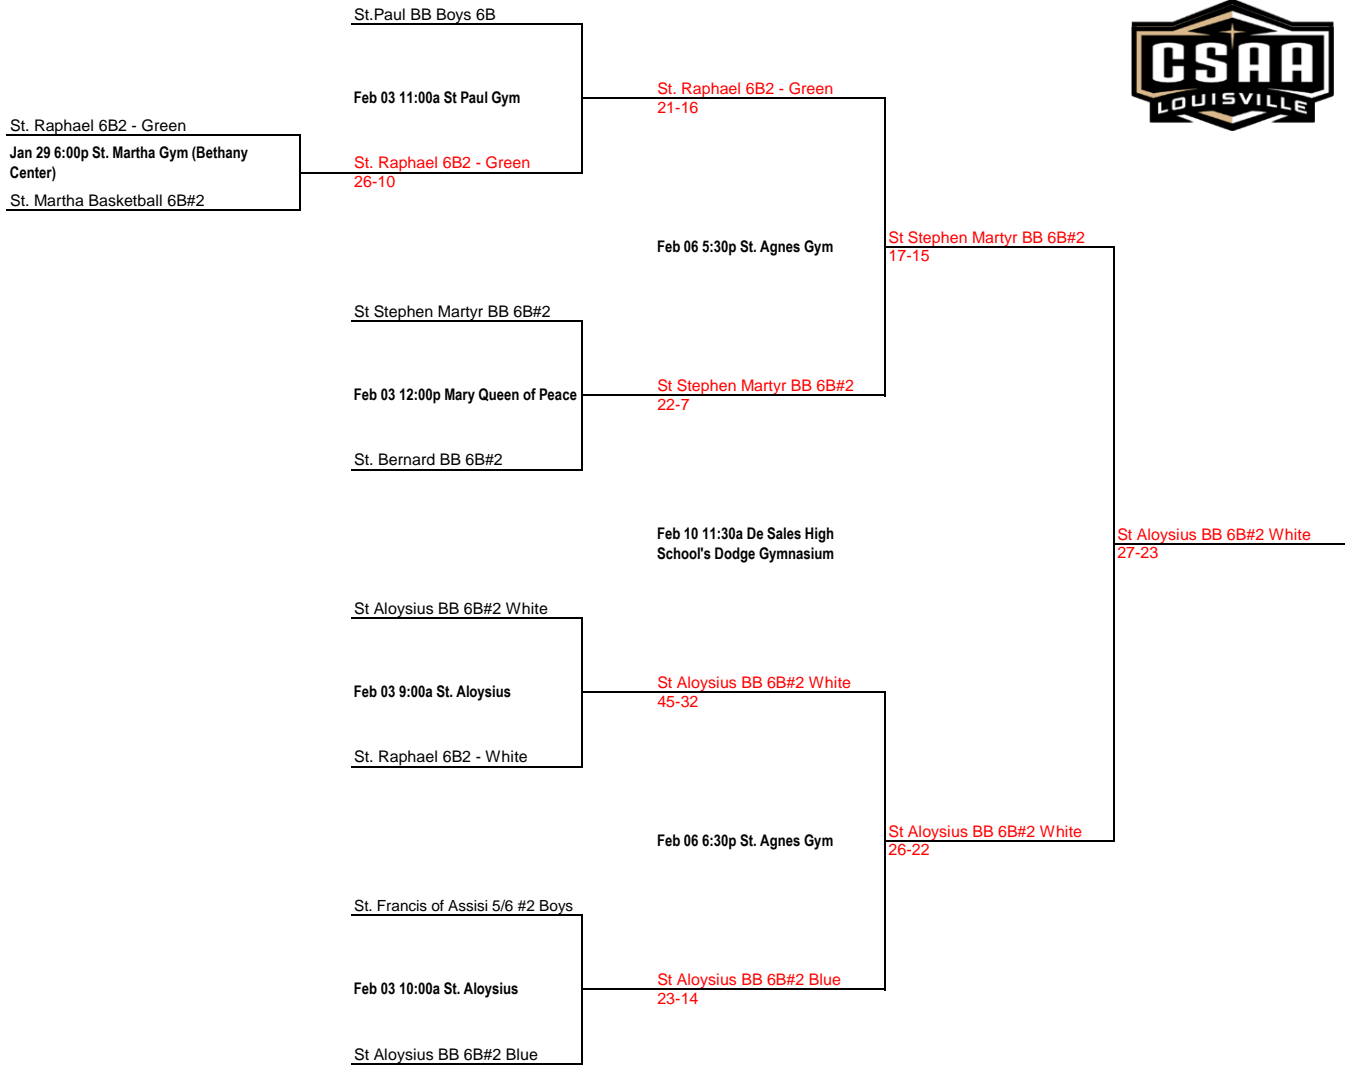 St.Paul BB Boys 6B
CSAA
LOUISVILLE
Feb 03 11:00a St Paul Gym
St. Raphael 6B2 - Green
21-16
St. Raphael 6B2 - Green
Jan 29 6:00p St. Martha Gym (Bethany
Center)
St. Martha Basketball 6B#2
St. Raphael 6B2 - Green
26-10
Feb 06 5:30p St. Agnes Gym
St Stephen Martyr BB 6B#2
17-15
St Stephen Martyr BB 6B#2
Feb 03 12:00p Mary Queen of Peace
St Stephen Martyr BB 6B#2
22-7
St. Bernard BB 6B#2
Feb 10 11:30a De Sales High
School's Dodge Gymnasium
St Aloysius BB 6B#2 White
27-23
St Aloysius BB 6B#2 White
Feb 03 9:00a St. Aloysius
St Aloysius BB 6B#2 White
45-32
St. Raphael 6B2 - White
Feb 06 6:30p St. Agnes Gym
St Aloysius BB 6B#2 White
26-22
St. Francis of Assisi 5/6 #2 Boys
Feb 03 10:00a St. Aloysius
St Aloysius BB 6B#2 Blue
23-14
St Aloysius BB 6B#2 Blue